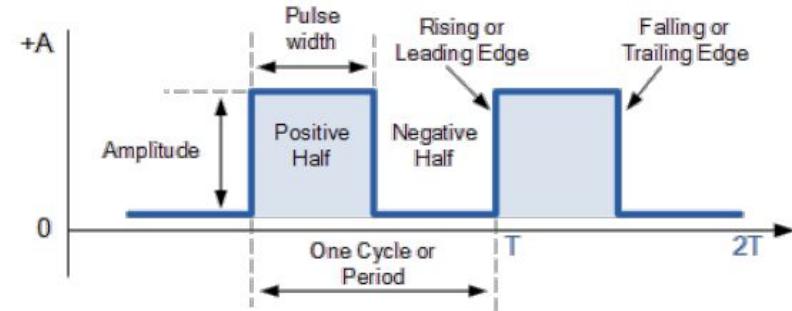 Pulse
width
+A
Rising or
Leading Edge
Falling or
Trailing Edge
Amplitude
Positive
Half
Negative
Half
0
T
2T
One Cycle or
Period